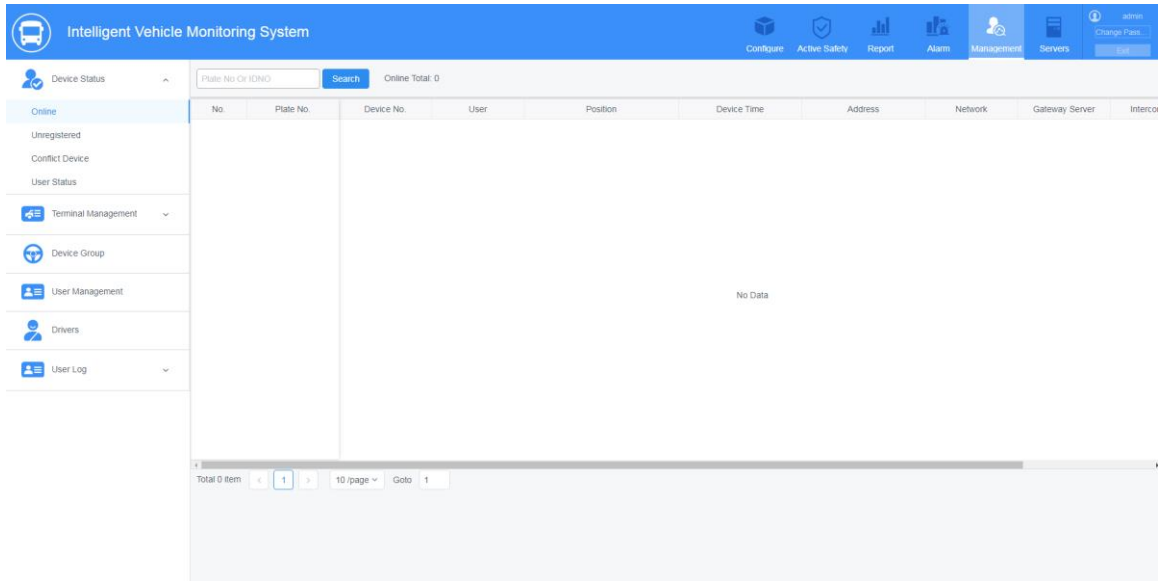 Intelligent Vehicle Monitoring System
Configure Active Safety Report Alarm Management Servers
admin
Change Pass...
Exit
Device Status
Online
Unregistered
Conflict Device
User Status
Terminal Management
Device Group
User Management
Drivers
User Log
Plate No Or IDNO Search Online Total: 0
No. Plate No. Device No. User Position Device Time Address Network Gateway Server Interco
No Data
Total 0 item 1 10 /page Goto 1